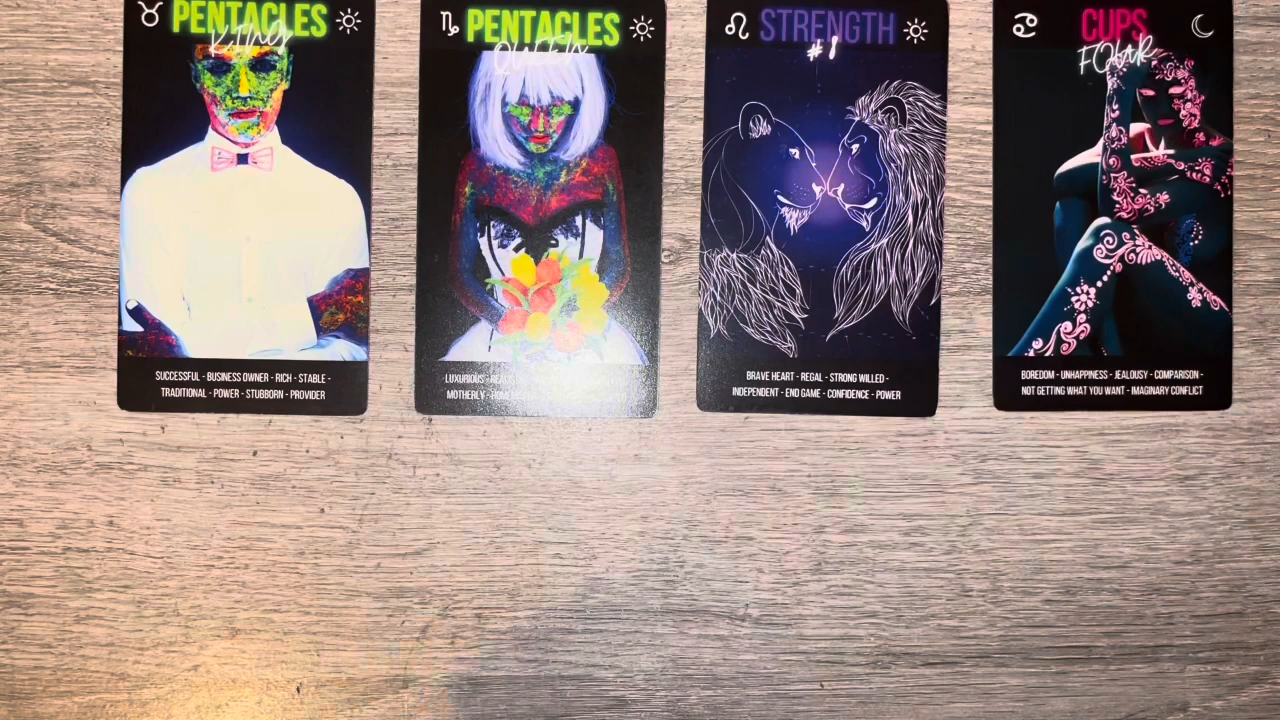 PENTACLES
KING
SUCCESSFUL - BUSINESS OWNER - RICH - STABLE -
TRADITIONAL - POWER - STUBBORN - PROVIDER
PENTACLES
QUEEN
LUXURIOUS -
MOTHERLY -
STRENGTH
#8
BRAVE HEART - REGAL - STRONG WILLED -
INDEPENDENT - END GAME - CONFIDENCE - POWER
CUPS
FOUR
BOREDOM - UNHAPPINESS - JEALOUSY - COMPARISON -
NOT GETTING WHAT YOU WANT - IMAGINARY CONFLICT